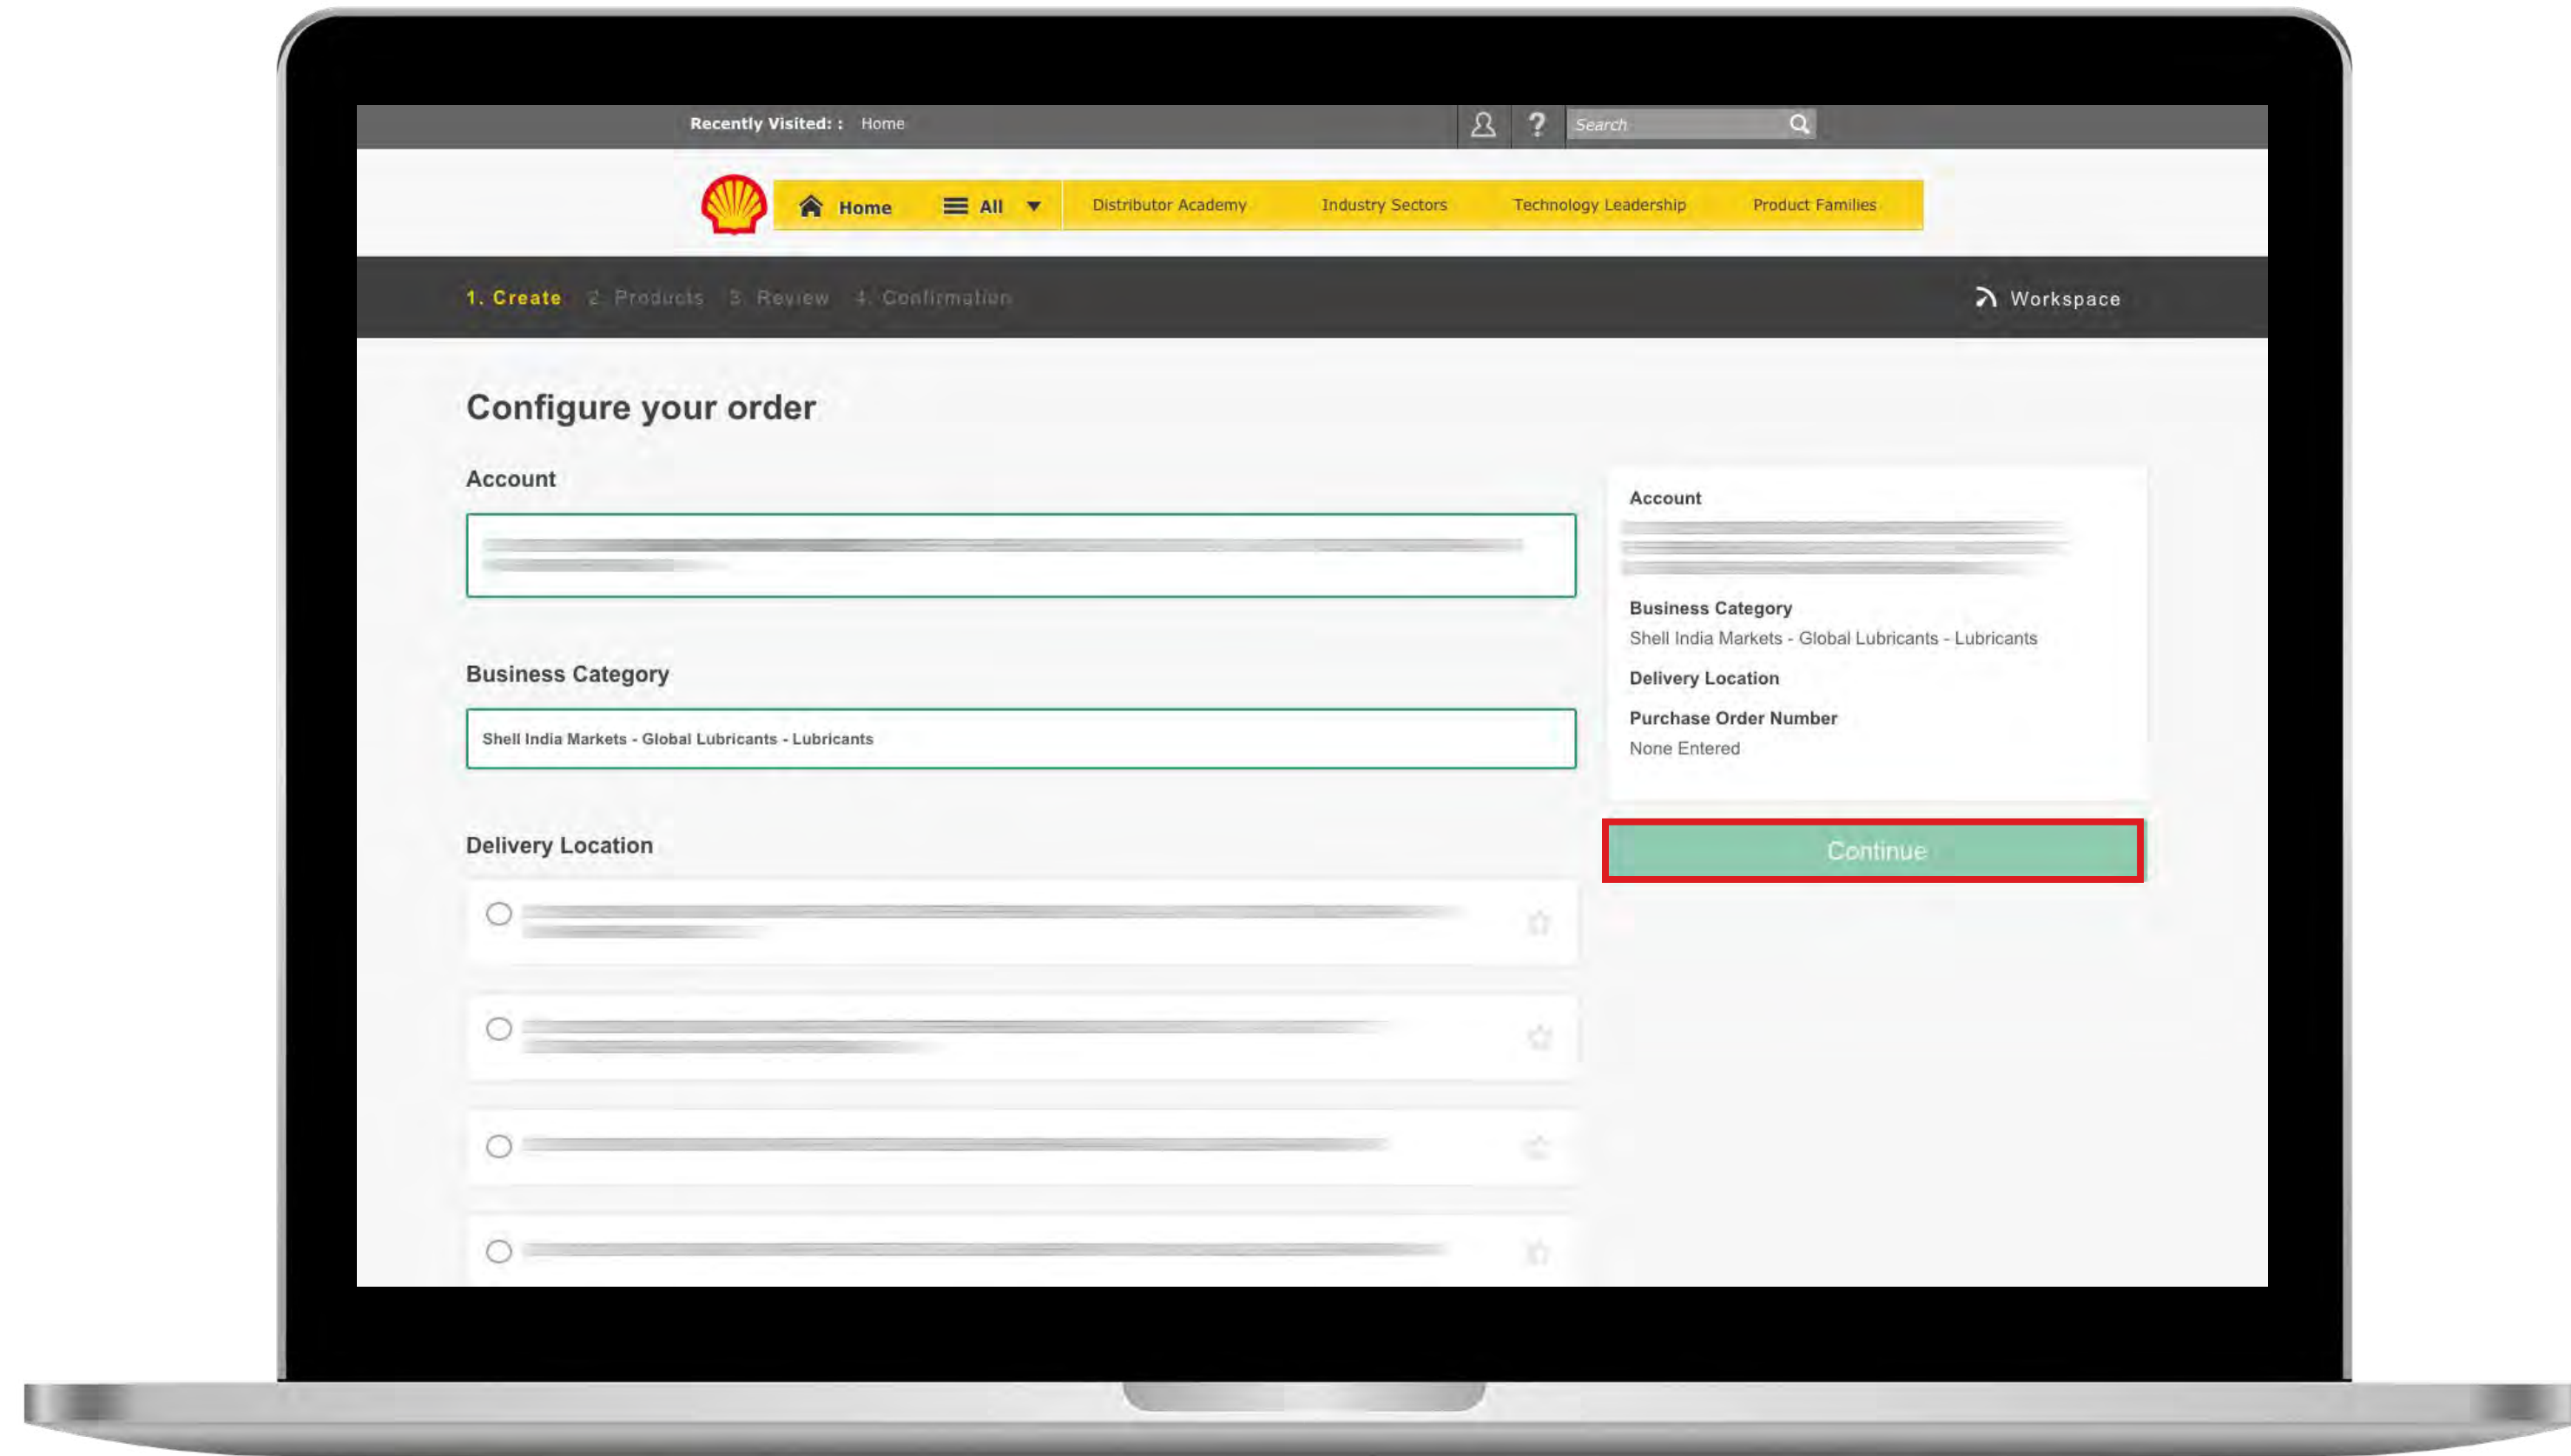 Recently Visited: : Home
? Search
Home All Distributor Academy Industry Sectors Technology Leadership Product Families
1. Create 2. Products 3. Review 4. Confirmation
Workspace
Configure your order
Account
Business Category
Shell India Markets - Global Lubricants - Lubricants
Delivery Location
Account
Business Category
Shell India Markets - Global Lubricants - Lubricants
Delivery Location
Purchase Order Number
None Entered
Continue